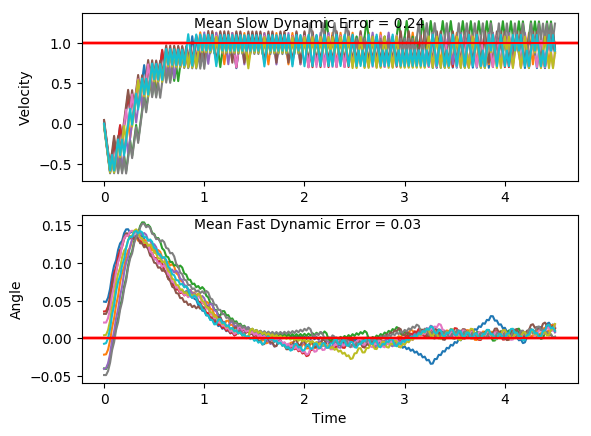 Mean Slow Dynamic Error = 0.24
1.0
0.5
0.0
−0.5
Velocity
0 1 2 3 4
Mean Fast Dynamic Error = 0.03
0.15
0.10
0.05
0.00
−0.05
Angle
0 1 2 3 4
Time